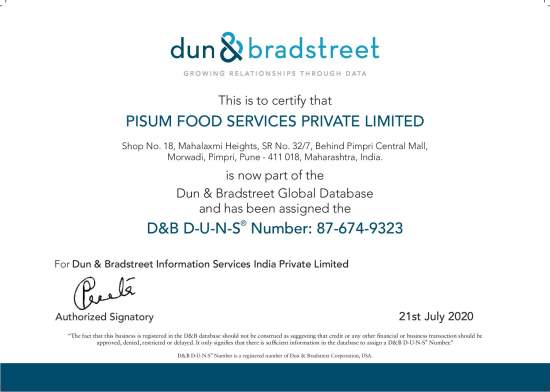 dun & bradstreet
GROWING RELATIONSHIPS THROUGH DATA
This is to certify that
PISUM FOOD SERVICES PRIVATE LIMITED
Shop No. 18, Mahalaxmi Heights, SR No. 32/7, Behind Pimpri Central Mall,
Morwadi, Pimpri, Pune - 411 018, Maharashtra, India.
is now part of the
Dun & Bradstreet Global Database
and has been assigned the
D&B D-U-N-S® Number: 87-674-9323
For Dun & Bradstreet Information Services India Private Limited
Authorized Signatory
21st July 2020
"The fact that this business is registered in the D&B database should not be construed as suggesting that credit or any other financial or business transaction should be
approved, denied, restricted or delayed. It only signifies that there is sufficient information in the database to assign a D&B D-U-N-S® Number."
D&B D-U-N-S® Number is a registered number of Dun & Bradstreet Corporation, USA.